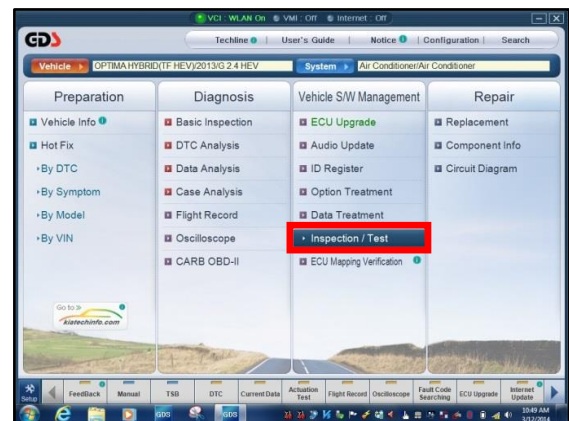 VCI : WLAN On VMI : Off Internet : Off
GDS
Techline | User's Guide | Notice | Configuration | Search
Vehicle OPTIMA HYBRID(TF HEV)/2013/G 2.4 HEV System Air Conditioner/Air Conditioner
Preparation Diagnosis Vehicle S/W Management Repair
Vehicle Info Basic Inspection ECU Upgrade Replacement
Hot Fix DTC Analysis Audio Update Component Info
By DTC Data Analysis ID Register Circuit Diagram
By Symptom Case Analysis Option Treatment
By Model Flight Record Data Treatment
By VIN Oscilloscope Inspection / Test
CARB OBD-II ECU Mapping Verification
Go to
kiatechinfo.com
Setup FeedBack Manual TSB DTC Current Data Actuation Test Flight Record Oscilloscope Fault Code Searching ECU Upgrade Internet Update
GDS GDS 10:49 AM
3/12/2014